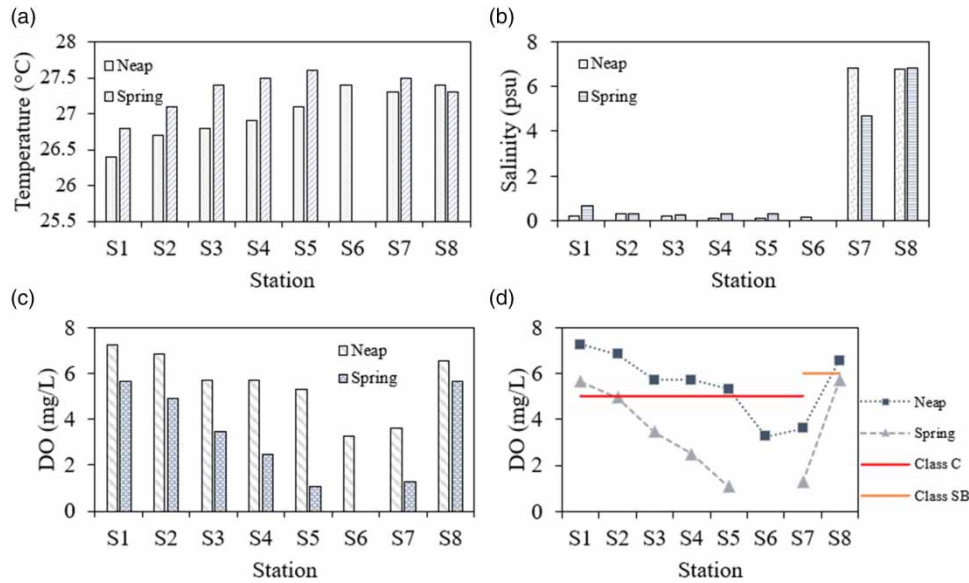 (a)
Temperature (°C)
28
27.5
27
26.5
26
25.5
Neap
Spring
S1 S2 S3 S4 S5 S6 S7 S8
Station
(b)
Salinity (psu)
8
6
4
2
0
Neap
Spring
S1 S2 S3 S4 S5 S6 S7 S8
Station
(c)
DO (mg/L)
8
6
4
2
0
Neap
Spring
S1 S2 S3 S4 S5 S6 S7 S8
Station
(d)
DO (mg/L)
8
6
4
2
0
S1 S2 S3 S4 S5 S6 S7 S8
Station
Neap
Spring
Class C
Class SB